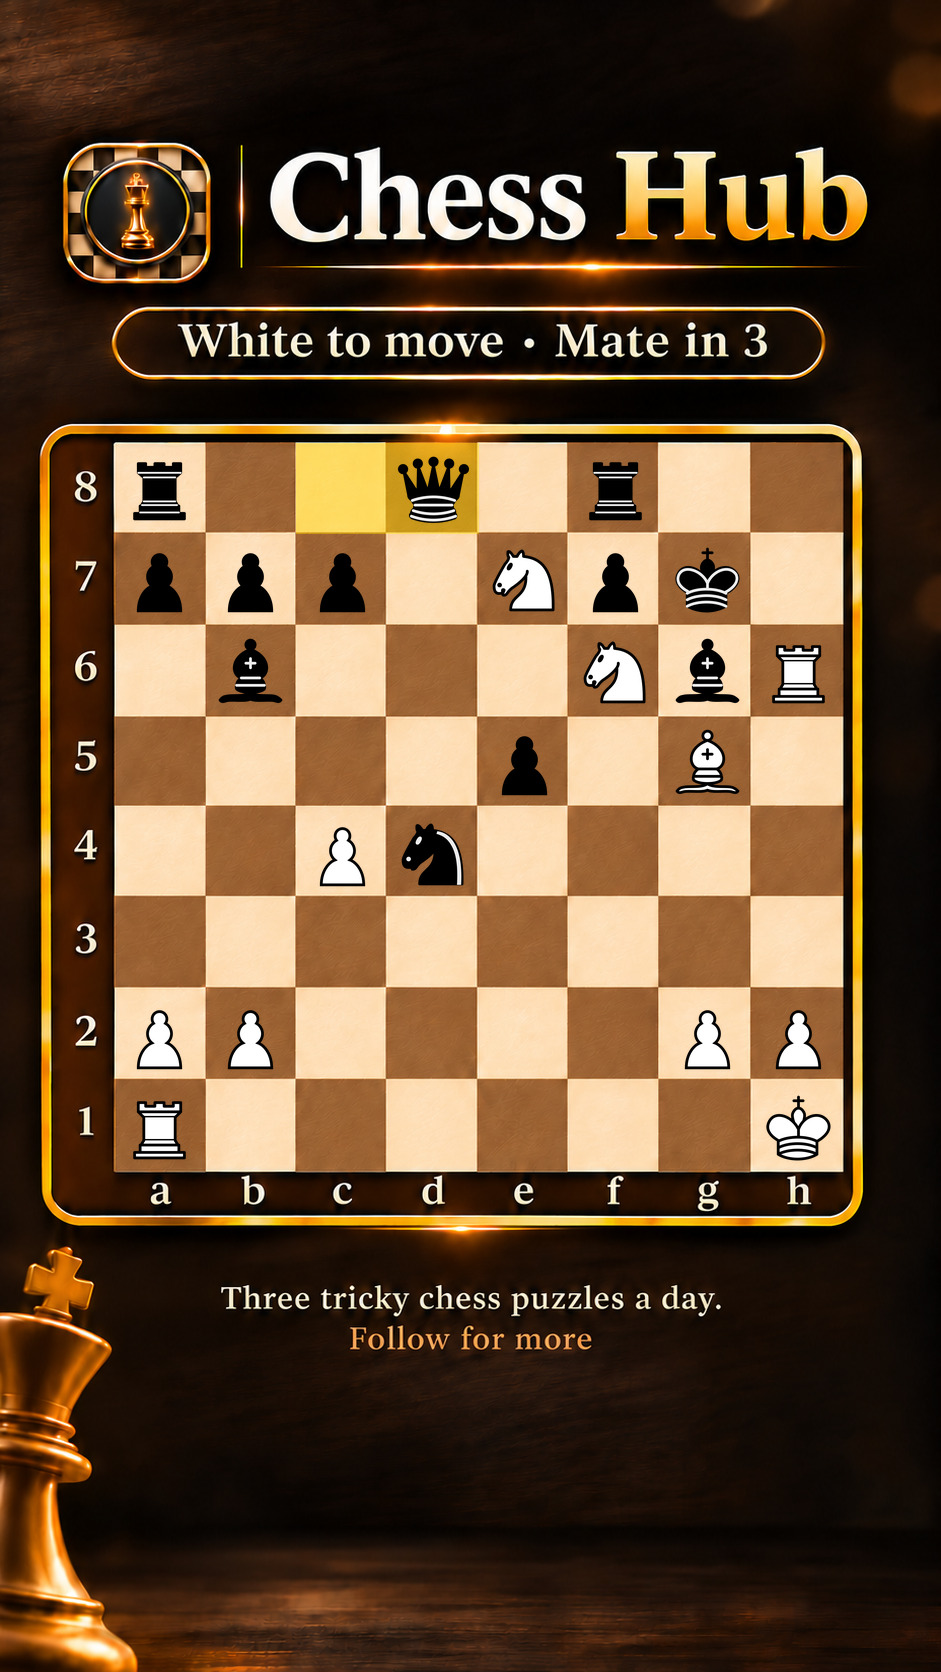 Chess Hub
White to move • Mate in 3
8
7
6
5
4
3
2
1
a b c d e f g h
Three tricky chess puzzles a day.
Follow for more